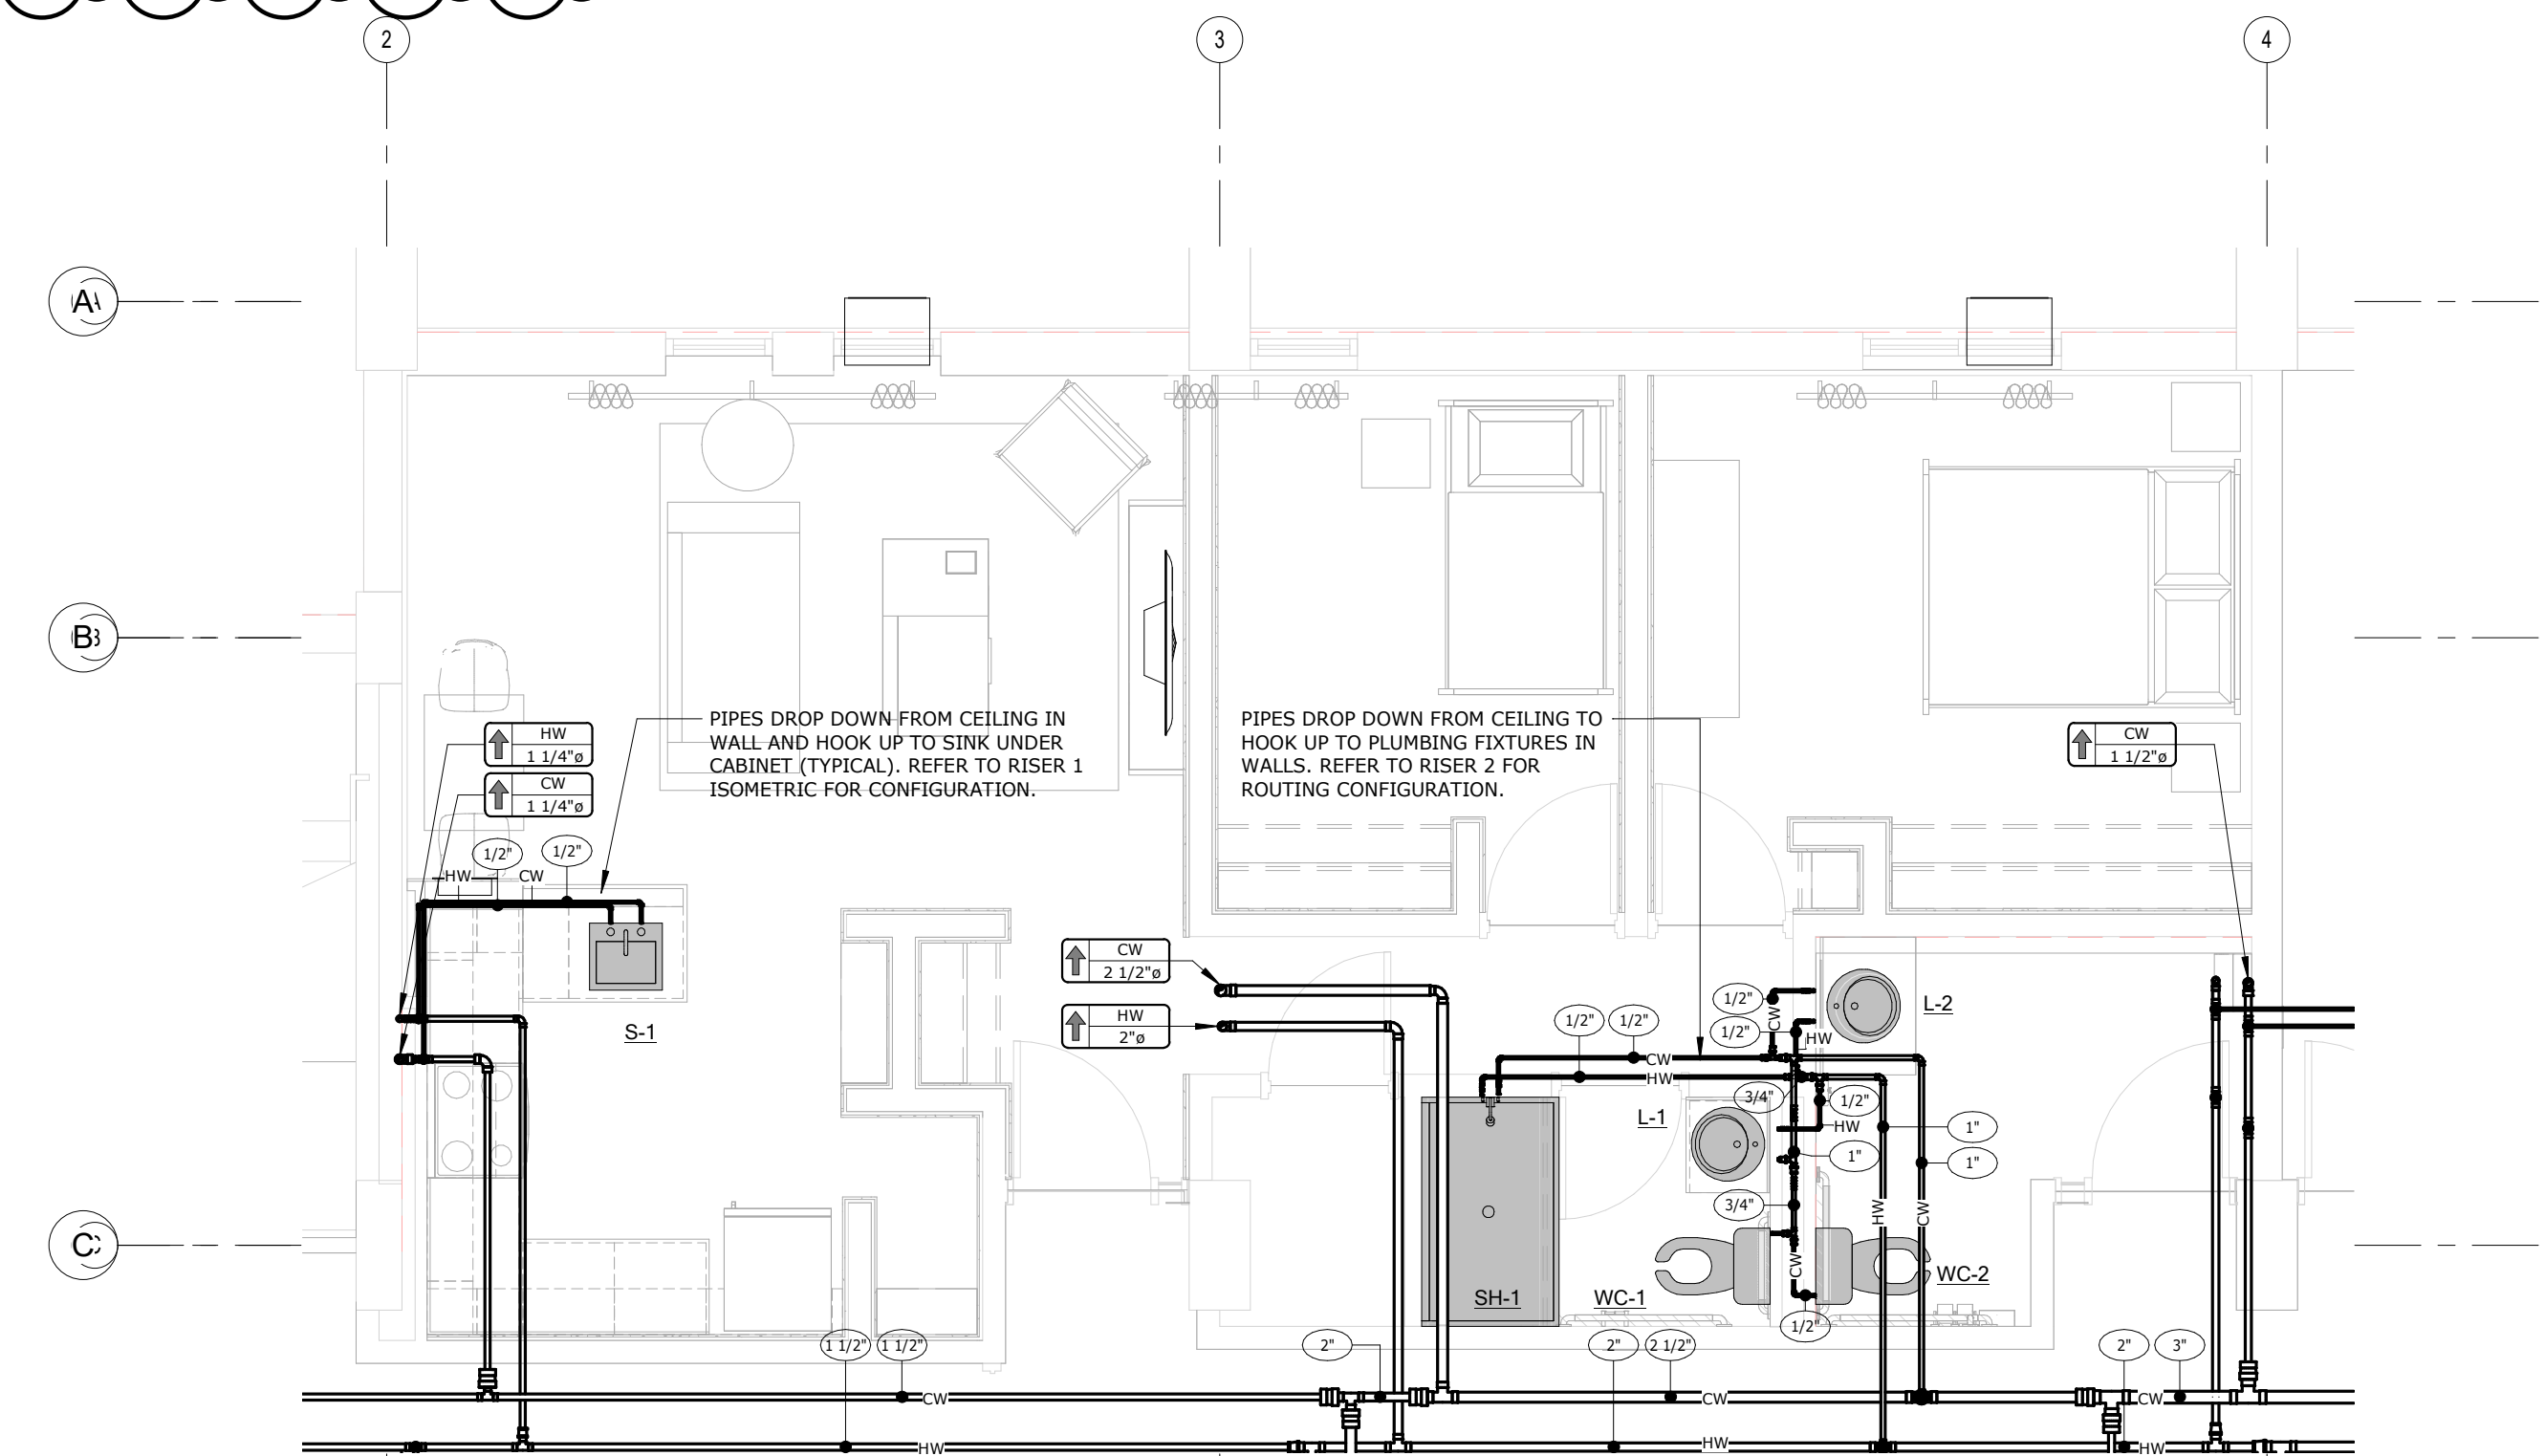 2
3
4
A
B
C
PIPES DROP DOWN FROM CEILING IN
WALL AND HOOK UP TO SINK UNDER
CABINET (TYPICAL). REFER TO RISER 1
ISOMETRIC FOR CONFIGURATION.
PIPES DROP DOWN FROM CEILING TO
HOOK UP TO PLUMBING FIXTURES IN
WALLS. REFER TO RISER 2 FOR
ROUTING CONFIGURATION.
HW
1 1/4"ø
CW
1 1/4"ø
CW
1 1/2"ø
1/2"
1/2"
HW
CW
S-1
CW
2 1/2"ø
HW
2"ø
1/2"
1/2"
CW
HW
1/2"
CW
1/2"
HW
L-2
3/4"
1/2"
L-1
HW
1"
1"
1"
3/4"
HW
CW
CW
SH-1
WC-1
WC-2
1/2"
1 1/2"
1 1/2"
2"
2"
2 1/2"
2"
3"
CW
CW
CW
HW
HW
HW